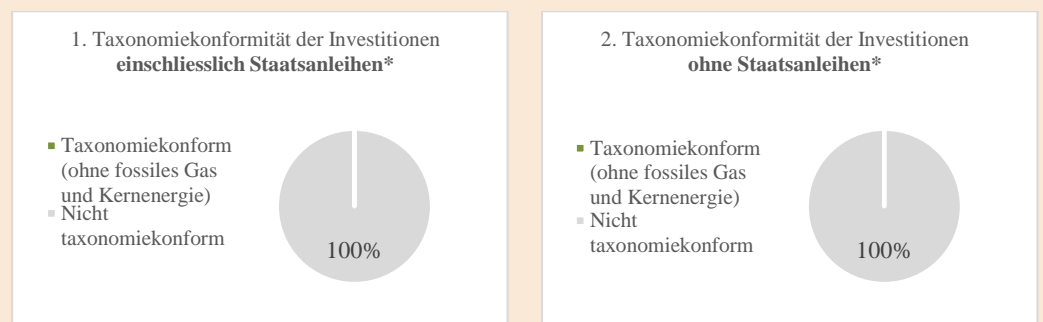 1. Taxonomiekonformität der Investitionen
einschliesslich Staatsanleihen*
Taxonomiekonform
(ohne fossiles Gas
und Kernenergie)
Nicht
taxonomiekonform
100%
2. Taxonomiekonformität der Investitionen
ohne Staatsanleihen*
Taxonomiekonform
(ohne fossiles Gas
und Kernenergie)
Nicht
taxonomiekonform
100%